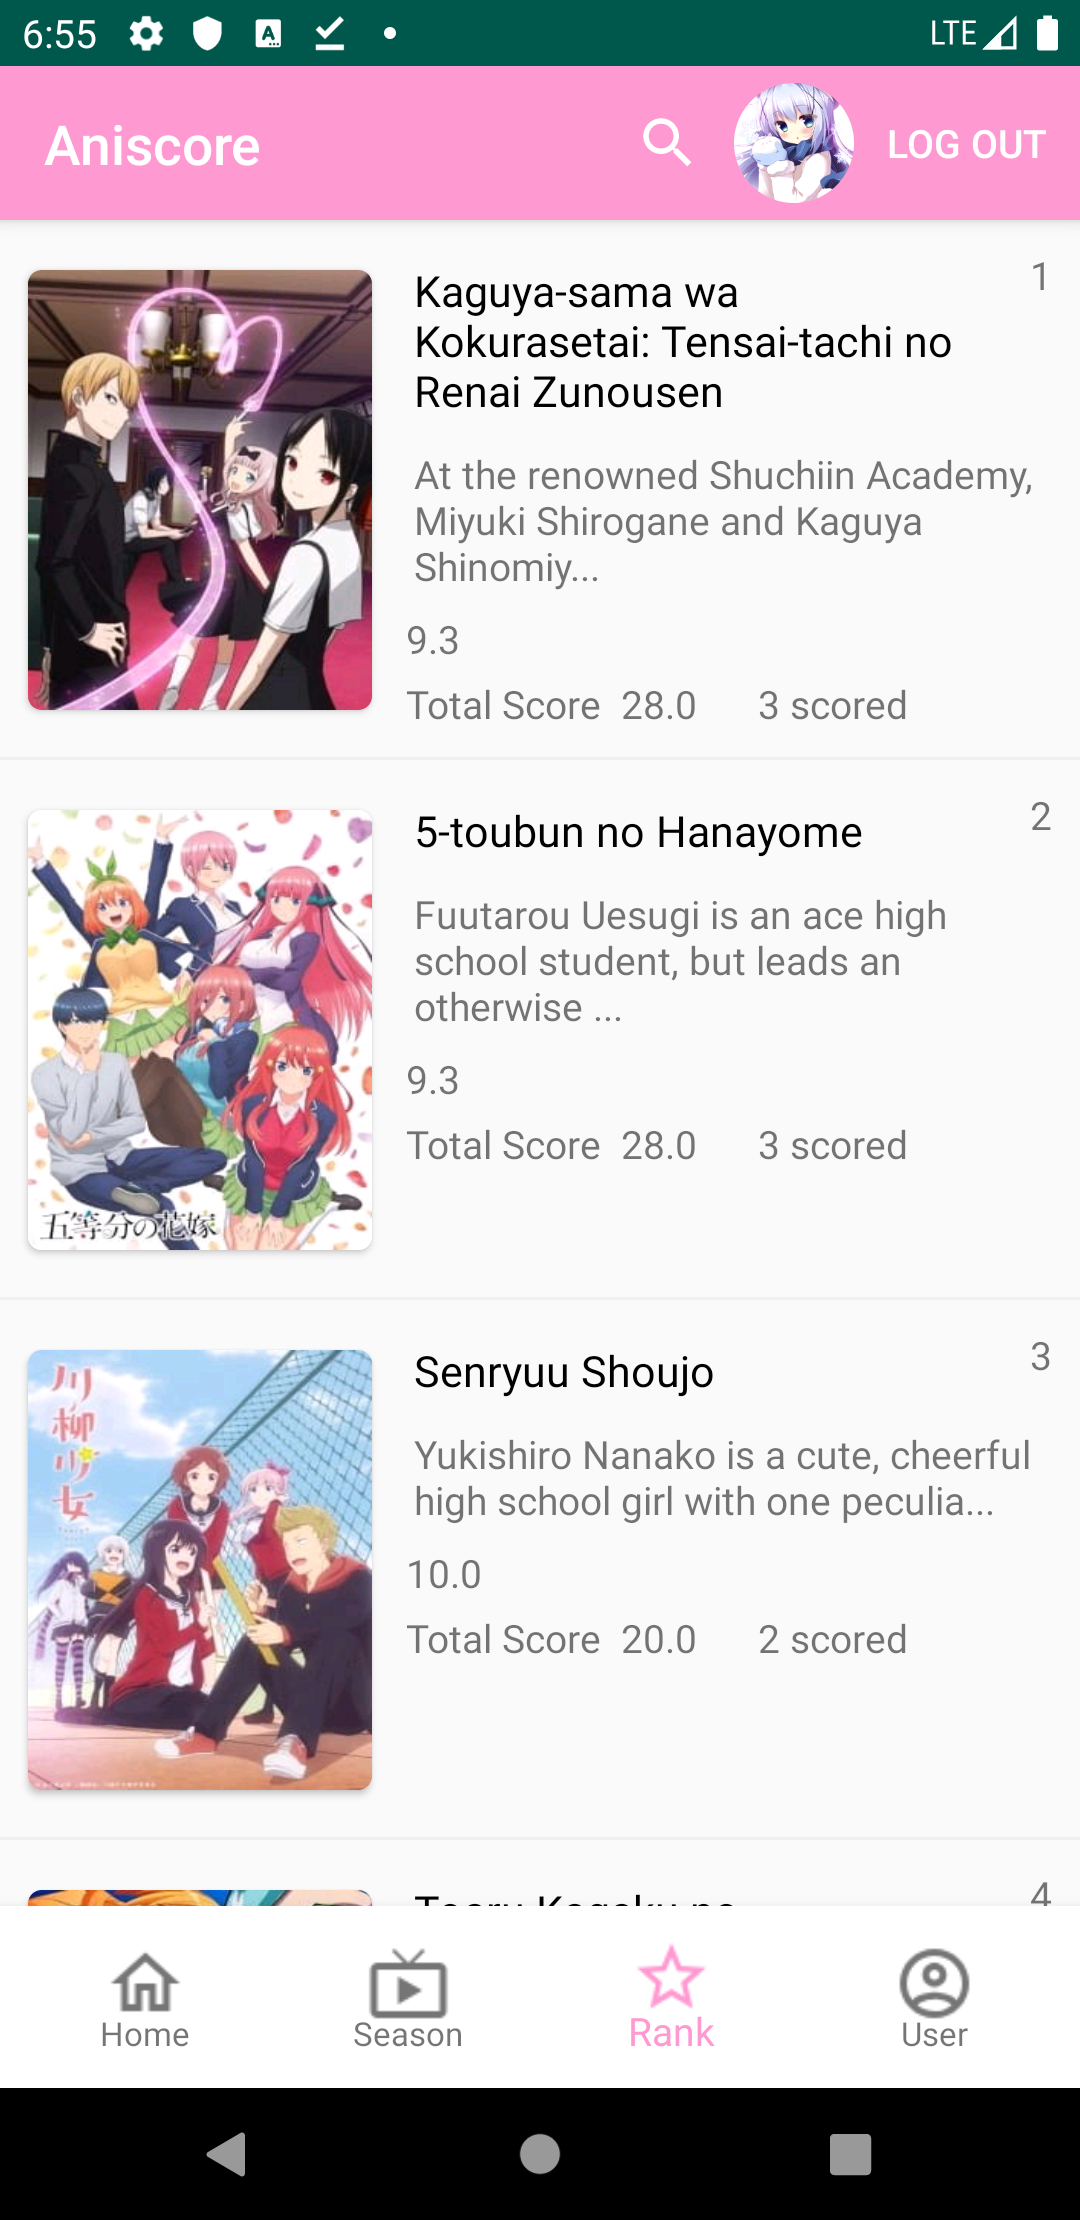 6:55
LTE
Aniscore
LOG OUT
1
Kaguya-sama wa
Kokurasetai: Tensai-tachi no
Renai Zunousen
At the renowned Shuchiin Academy,
Miyuki Shirogane and Kaguya
Shinomiy...
9.3
Total Score 28.0 3 scored
2
5-toubun no Hanayome
Fuutarou Uesugi is an ace high
school student, but leads an
otherwise ...
9.3
Total Score 28.0 3 scored
五等分の花嫁
3
Senryuu Shoujo
川柳少女
Yukishiro Nanako is a cute, cheerful
high school girl with one peculia...
10.0
Total Score 20.0 2 scored
4
Home
Season
Rank
User